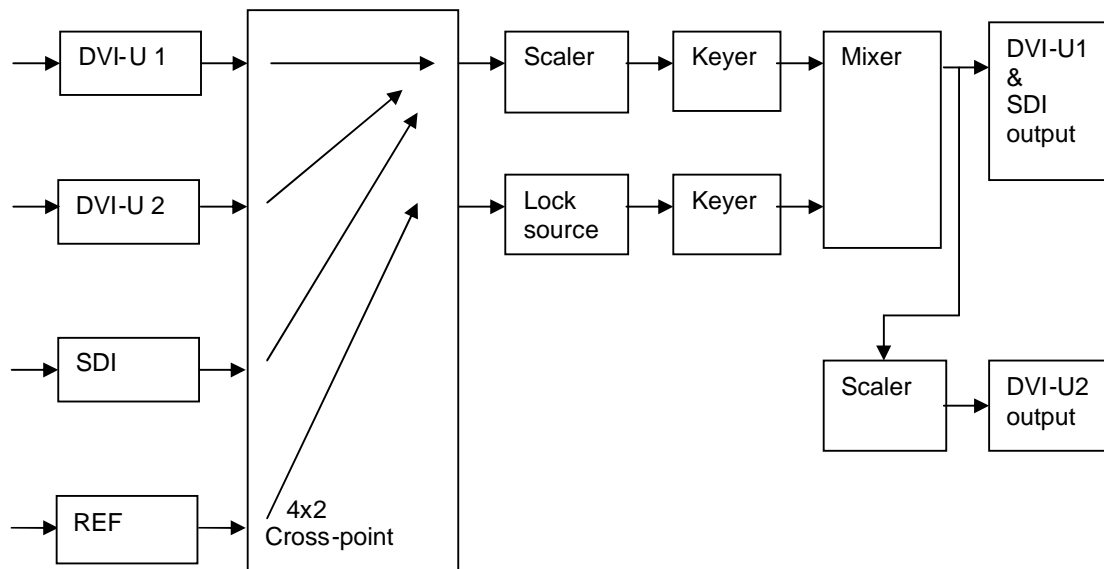 DVI-U 1
Scaler
Keyer
Mixer
DVI-U1
&
SDI
output
DVI-U 2
Lock
source
Keyer
SDI
Scaler
DVI-U2
output
REF
4x2
Cross-point